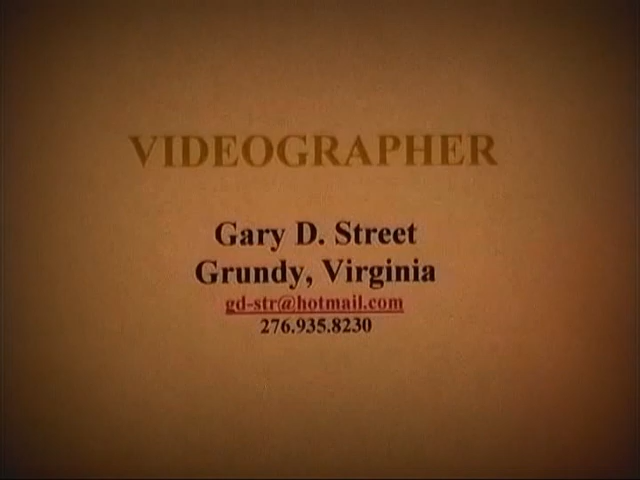 VIDEOGRAPHER
Gary D. Street
Grundy, Virginia
gd-str@hotmail.com
276.935.8230